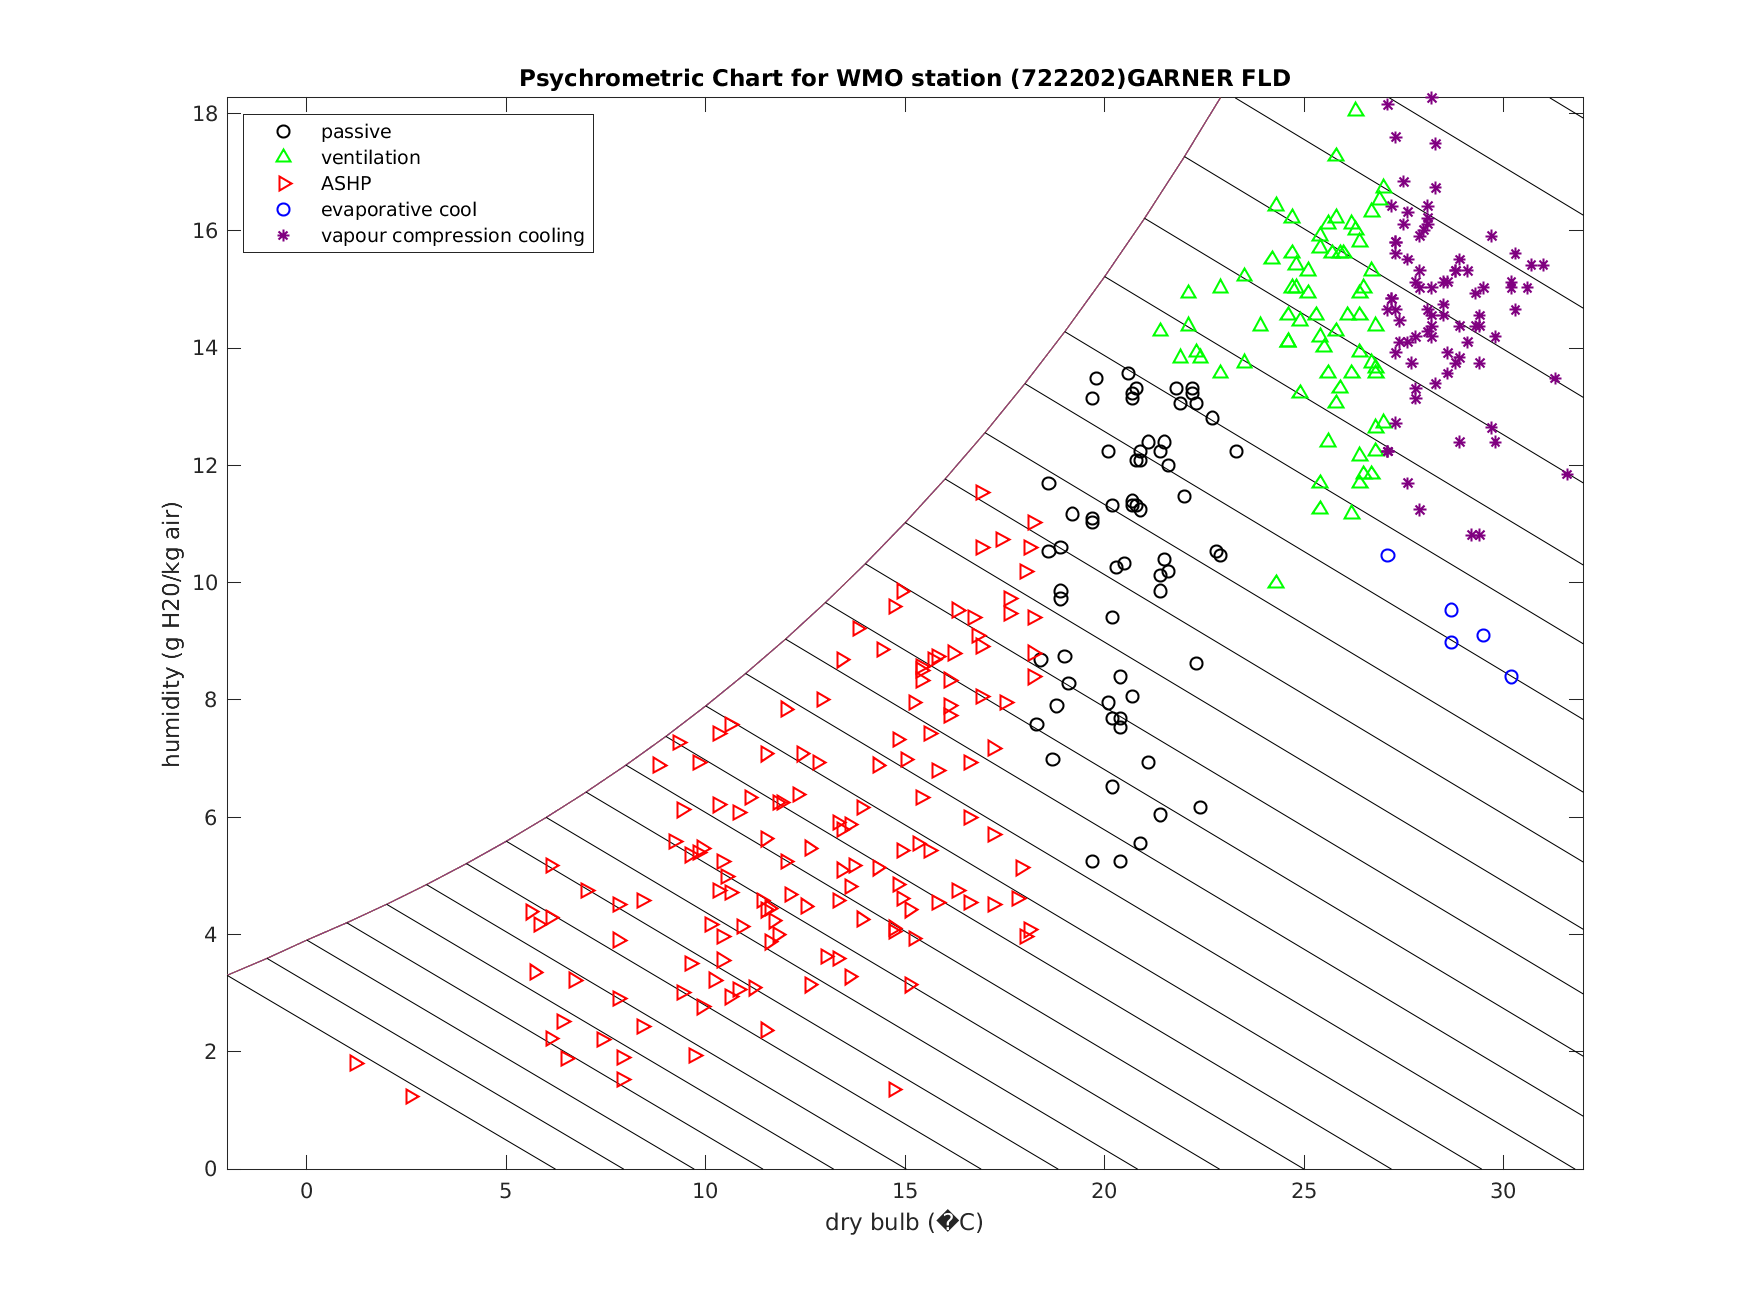 Psychrometric Chart for WMO station (722202)GARNER FLD
passive
ventilation
ASHP
evaporative cool
vapour compression cooling
18
16
14
12
10
8
6
4
2
0
humidity (g H20/kg air)
0 5 10 15 20 25 30
dry bulb (�C)